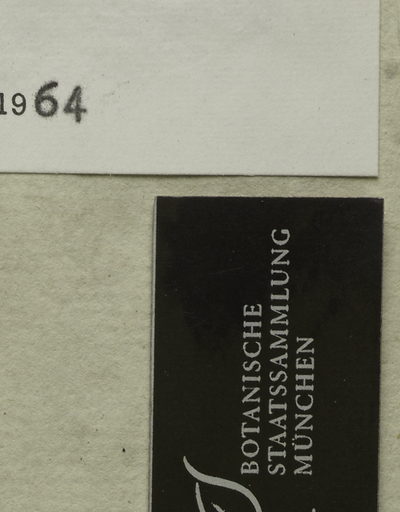 1964
BOTANISCHE
STAATSSAMMLUNG
MÜNCHEN